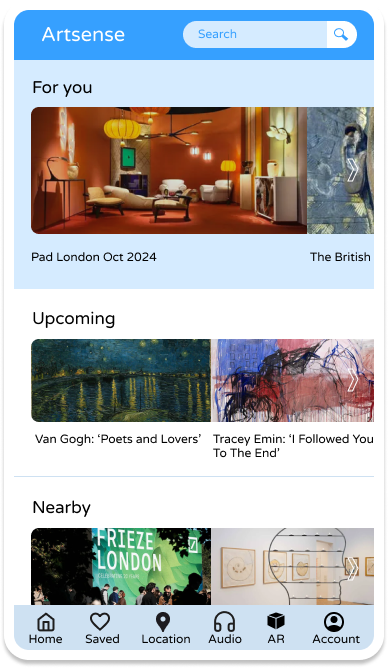 Artsense
Search
For you
Pad London Oct 2024
The British
Upcoming
Van Gogh: ‘Poets and Lovers’
Tracey Emin: ‘I Followed You
To The End’
Nearby
FRIEZE
LONDON
Home
Saved
Location
Audio
AR
Account